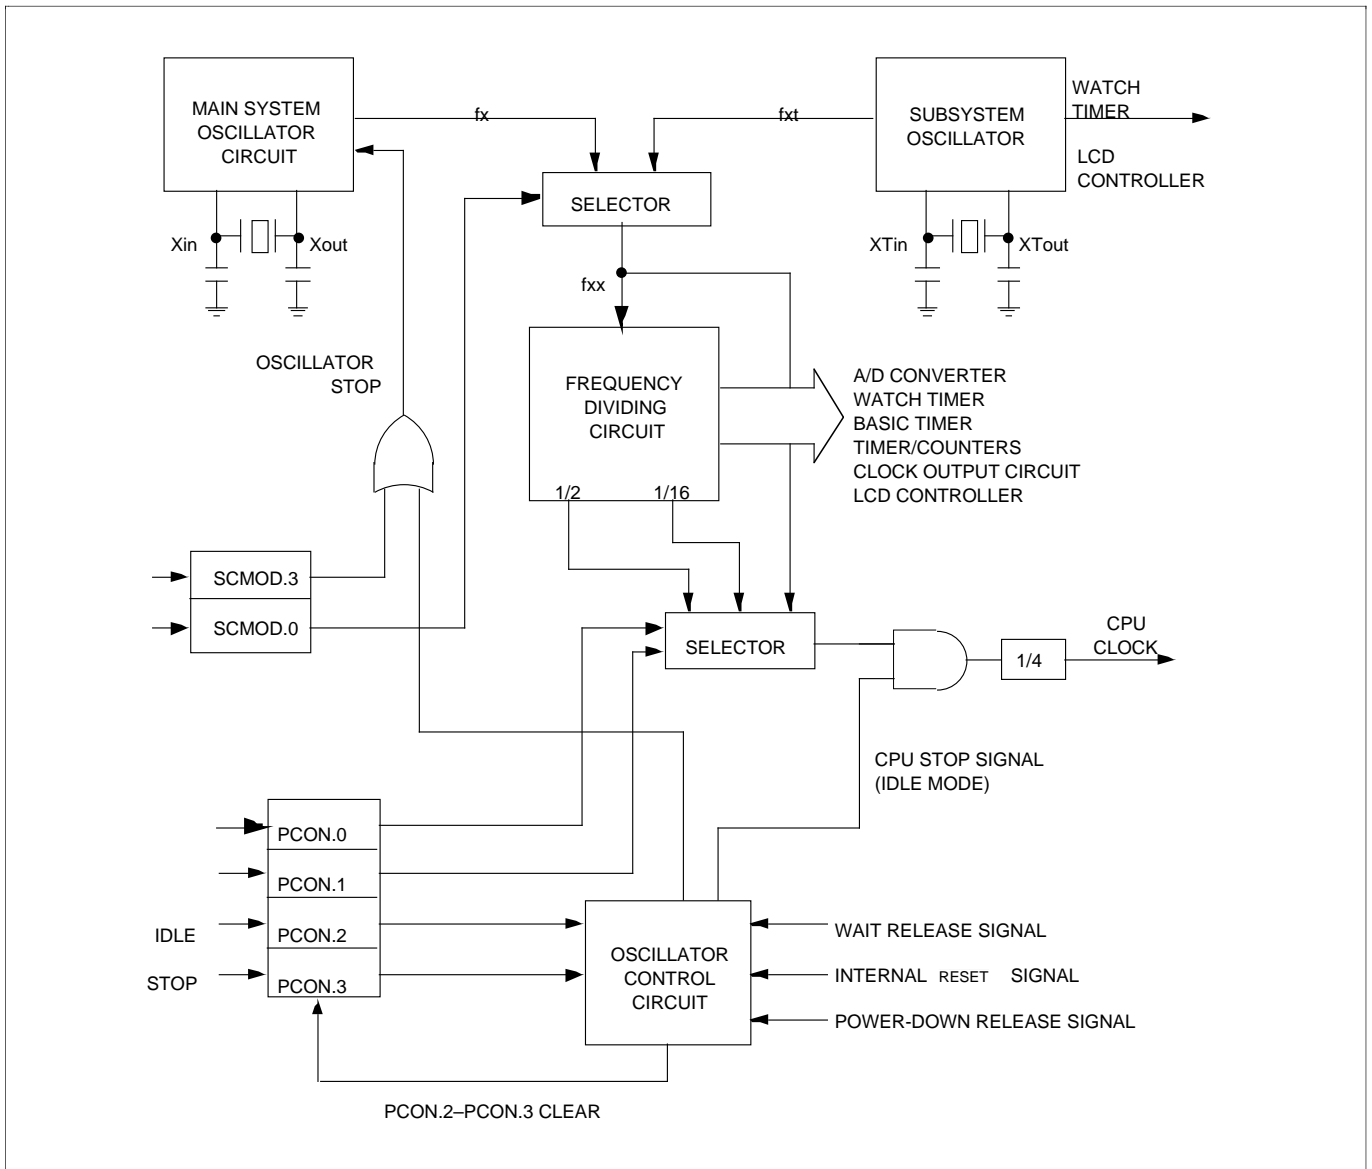 MAIN SYSTEM
OSCILLATOR
CIRCUIT
fx
fxt
SUBSYSTEM
OSCILLATOR
WATCH
TIMER
LCD
CONTROLLER
SELECTOR
Xin
Xout
XTin
XTout
fxx
OSCILLATOR
STOP
FREQUENCY
DIVIDING
CIRCUIT
1/2
1/16
A/D CONVERTER
WATCH TIMER
BASIC TIMER
TIMER/COUNTERS
CLOCK OUTPUT CIRCUIT
LCD CONTROLLER
SCMOD.3
SCMOD.0
SELECTOR
1/4
CPU
CLOCK
CPU STOP SIGNAL
(IDLE MODE)
PCON.0
PCON.1
IDLE
PCON.2
STOP
PCON.3
OSCILLATOR
CONTROL
CIRCUIT
WAIT RELEASE SIGNAL
INTERNAL RESET SIGNAL
POWER-DOWN RELEASE SIGNAL
PCON.2–PCON.3 CLEAR